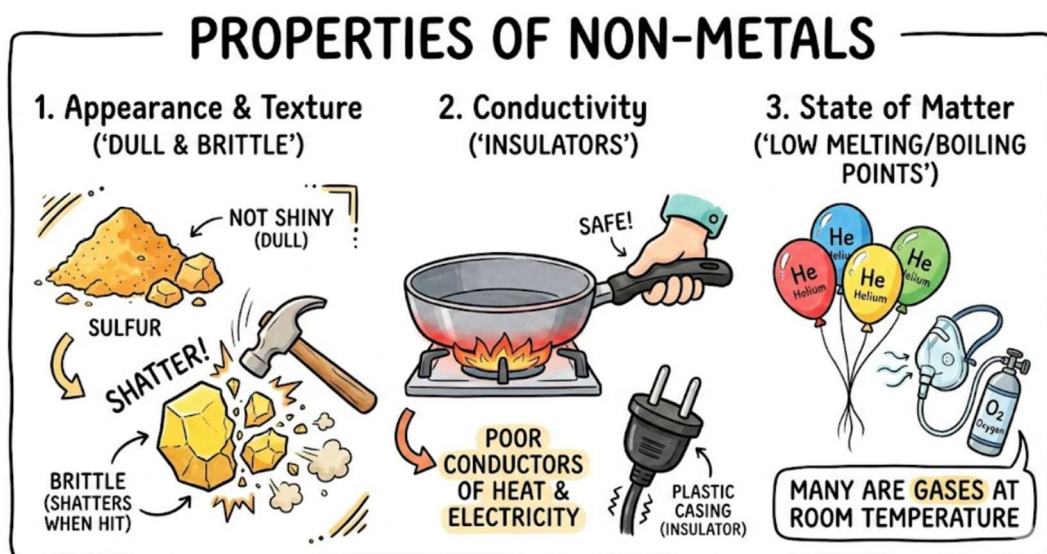 PROPERTIES OF NON-METALS
1. Appearance & Texture
('DULL & BRITTLE')
NOT SHINY
(DULL)
SULFUR
SHATTER!
BRITTLE
(SHATTERS
WHEN HIT)
2. Conductivity
('INSULATORS')
SAFE!
POOR
CONDUCTORS
OF HEAT &
ELECTRICITY
PLASTIC
CASING
(INSULATOR)
3. State of Matter
('LOW MELTING/BOILING
POINTS')
He
Heliu
He
Helium
He
Helium
He
Helium
O2
Oxygen
MANY ARE GASES AT
ROOM TEMPERATURE